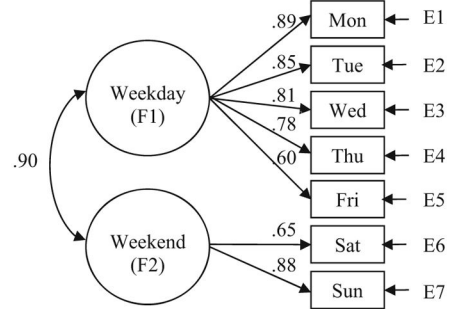 .89
Mon
E1
.85
Tue
E2
Weekday
(F1)
.81
Wed
E3
.78
Thu
E4
.90
.60
Fri
E5
Weekend
(F2)
.65
Sat
E6
.88
Sun
E7